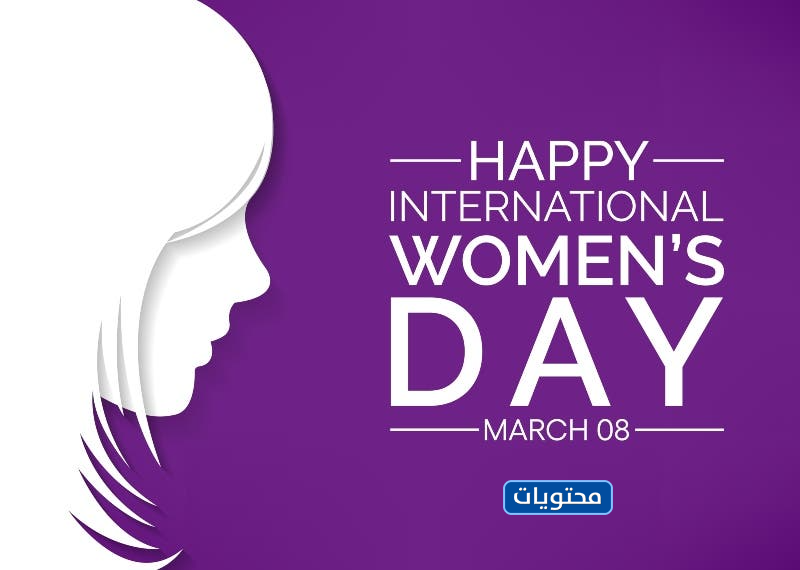 HAPPY
INTERNATIONAL
WOMEN'S
DAY
MARCH 08
محتويات